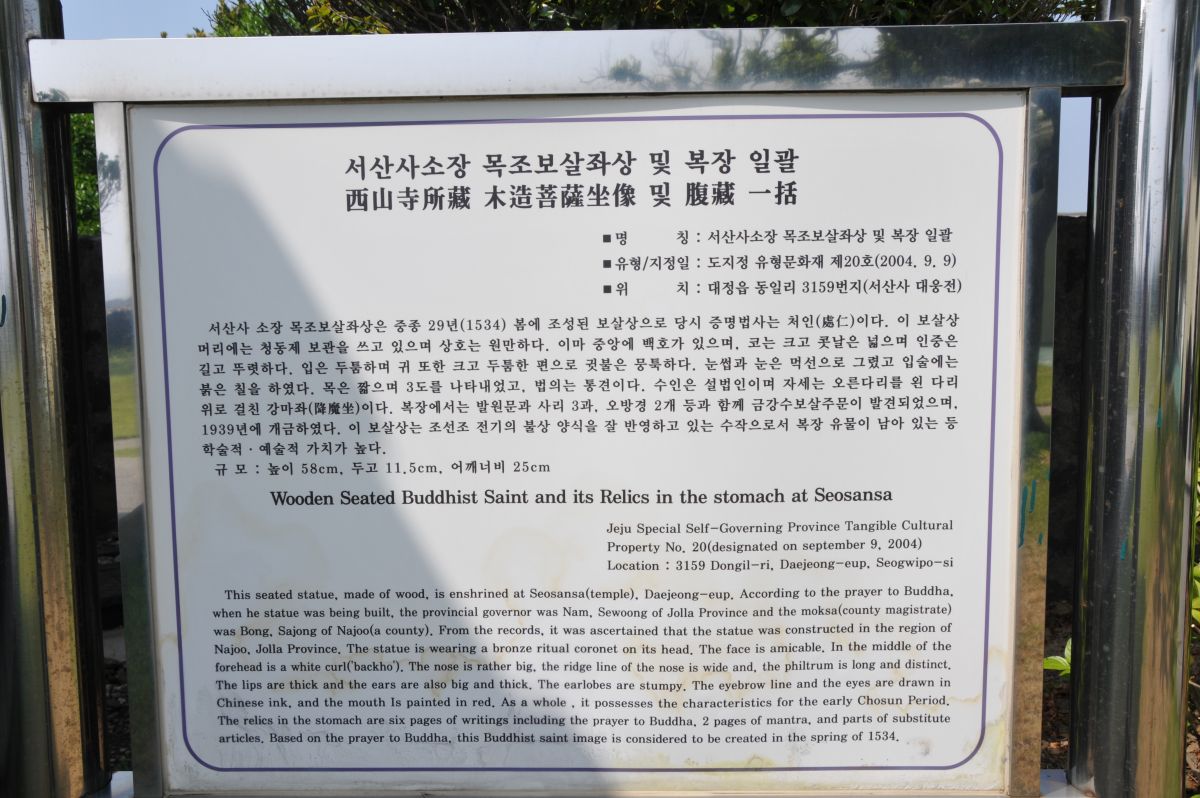 서산사소장 목조보살좌상 및 복장 일괄
西山寺所藏 木造菩薩坐像 및 腹藏 一括
■ 명 칭 : 서산사소장 목조보살좌상 및 복장 일괄
■ 유형/지정일 : 도지정 유형문화재 제20호(2004. 9. 9)
■ 위 치 : 대정읍 동일리 3159번지(서산사 대웅전)
서산사 소장 목조보살좌상은 중종 29년(1534) 봄에 조성된 보살상으로 당시 증명법사는 처인(處仁)이다. 이 보살상
머리에는 청동제 보관을 쓰고 있으며 상호는 원만하다. 이마 중앙에 백호가 있으며, 코는 크고 콧날은 넓으며 인중은
길고 뚜렷하다. 입은 두툼하며 귀 또한 크고 두툼한 편으로 귓불은 뭉툭하다. 눈썹과 눈은 먹선으로 그렸고 입술에는
붉은 칠을 하였다. 목은 짧으며 3도를 나타내었고, 법의는 통견이다. 수인은 설법인이며 자세는 오른다리를 왼 다리
위로 걸친 강마좌(降魔坐)이다. 복장에서는 발원문과 사리 3과, 오방경 2개 등과 함께 금강수보살주문이 발견되었으며,
1939년에 개금하였다. 이 보살상는 조선조 전기의 불상 양식을 잘 반영하고 있는 수작으로서 복장 유물이 남아 있는 등
학술적·예술적 가치가 높다.
규 모 : 높이 58cm, 두고 11.5cm, 어깨너비 25cm
Wooden Seated Buddhist Saint and its Relics in the stomach at Seosansa
Jeju Special Self-Governing Province Tangible Cultural
Property No. 20(designated on september 9, 2004)
Location : 3159 Dongil-ri, Daejeong-eup, Seogwipo-si
This seated statue, made of wood, is enshrined at Seosansa(temple), Daejeong-eup. According to the prayer to Buddha,
when he statue was being built, the provincial governor was Nam, Sewoong of Jolla Province and the moksa(county magistrate)
was Bong, Sajong of Najoo(a county). From the records, it was ascertained that the statue was constructed in the region of
Najoo, Jolla Province. The statue is wearing a bronze ritual coronet on its head. The face is amicable. In the middle of the
forehead is a white curl('backho'). The nose is rather big, the ridge line of the nose is wide and, the philtrum is long and distinct.
The lips are thick and the ears are also big and thick. The earlobes are stumpy. The eyebrow line and the eyes are drawn in
Chinese ink, and the mouth Is painted in red. As a whole , it possesses the characteristics for the early Chosun Period.
The relics in the stomach are six pages of writings including the prayer to Buddha, 2 pages of mantra, and parts of substitute
articles. Based on the prayer to Buddha, this Buddhist saint image is considered to be created in the spring of 1534.